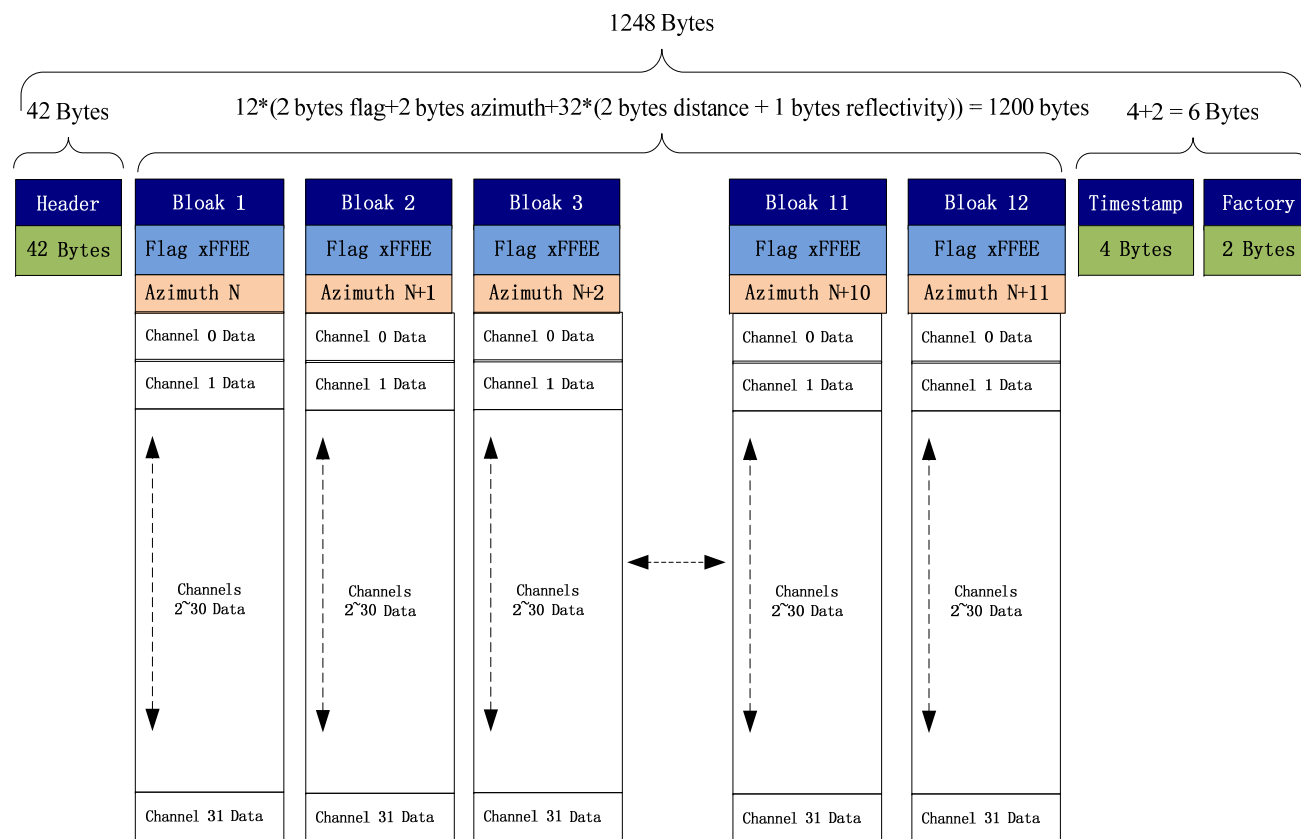 1248 Bytes
42 Bytes
12*(2 bytes flag+2 bytes azimuth+32*(2 bytes distance + 1 bytes reflectivity)) = 1200 bytes
4+2 = 6 Bytes
Header
42 Bytes
Bloak 1
Flag xFFEE
Azimuth N
Channel 0 Data
Channel 1 Data
Channels
2~30 Data
Channel 31 Data
Bloak 2
Flag xFFEE
Azimuth N+1
Channel 0 Data
Channel 1 Data
Channels
2~30 Data
Channel 31 Data
Bloak 3
Flag xFFEE
Azimuth N+2
Channel 0 Data
Channel 1 Data
Channels
2~30 Data
Channel 31 Data
Bloak 11
Flag xFFEE
Azimuth N+10
Channel 0 Data
Channel 1 Data
Channels
2~30 Data
Channel 31 Data
Bloak 12
Flag xFFEE
Azimuth N+11
Channel 0 Data
Channel 1 Data
Channels
2~30 Data
Channel 31 Data
Timestamp
4 Bytes
Factory
2 Bytes